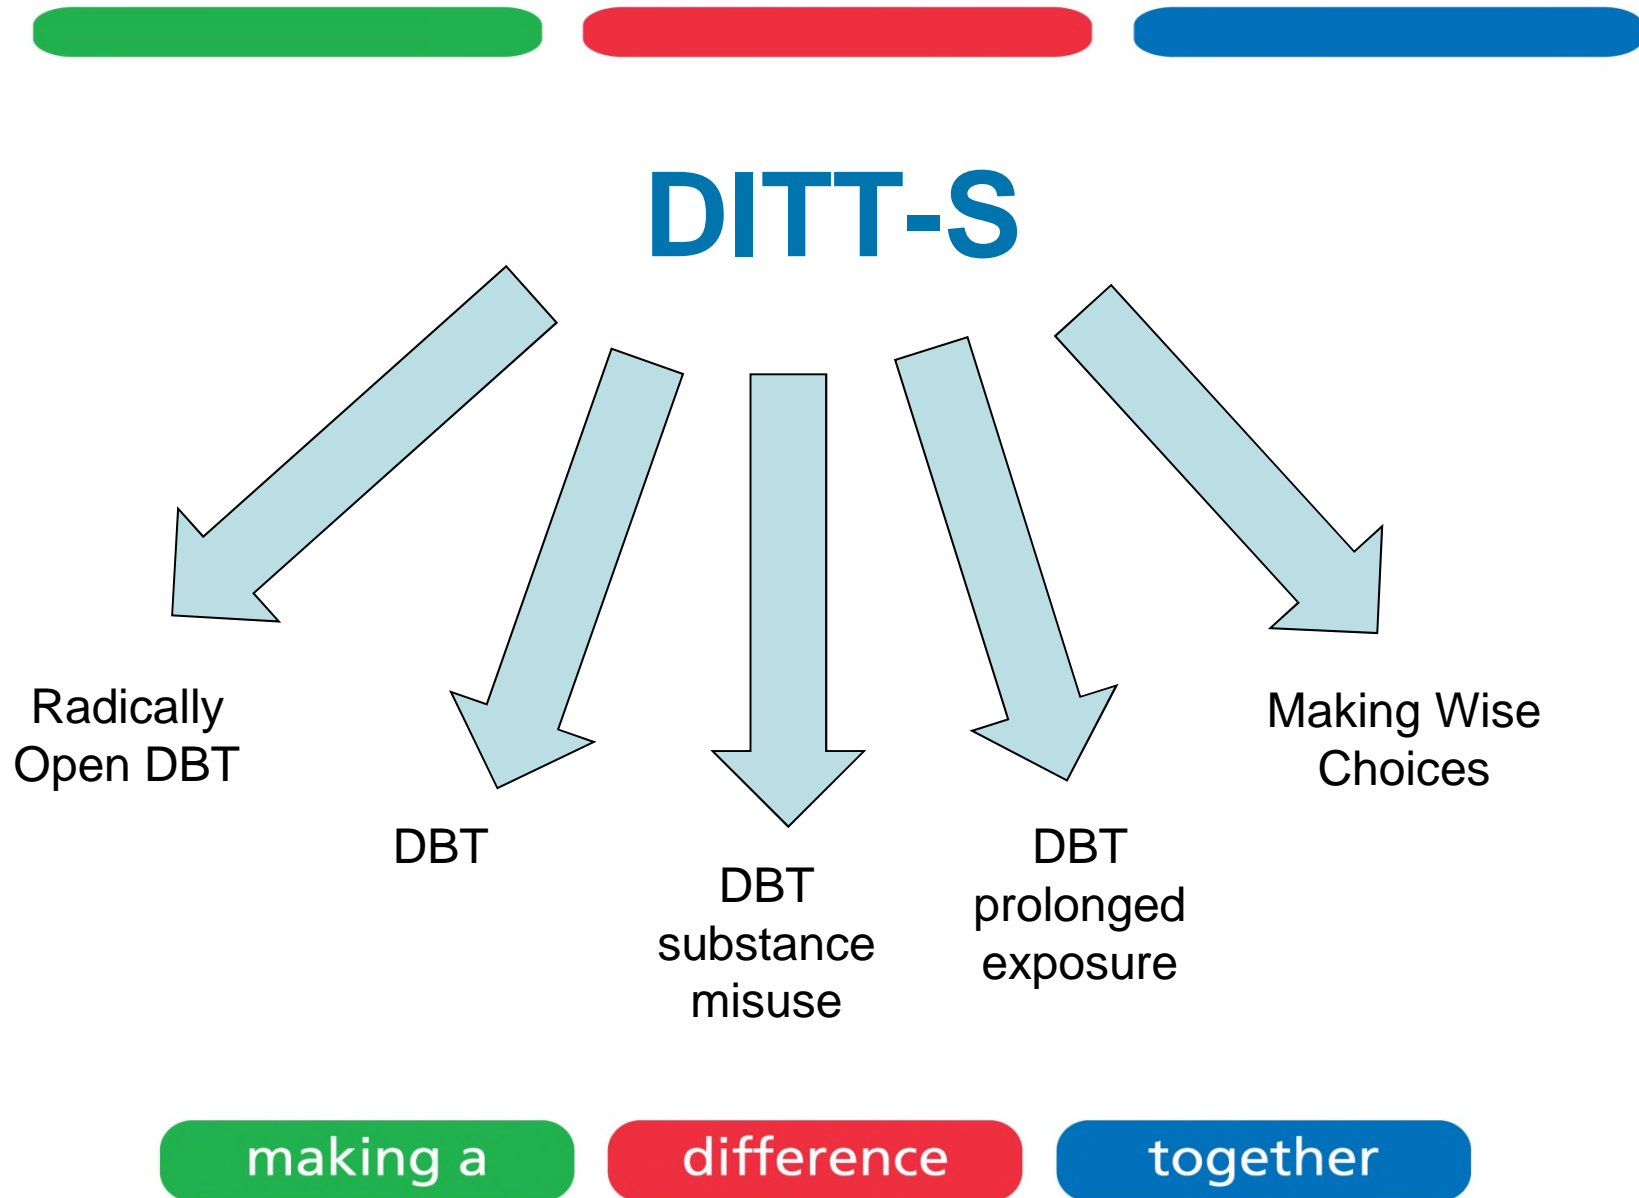 DITT-S
Radically
Open DBT
DBT
DBT
substance
misuse
DBT
prolonged
exposure
Making Wise
Choices
making a
difference
together